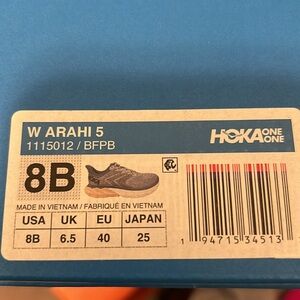 W ARAHI 5
1115012 / BFPB
HOKA ONE ONE
8B
MADE IN VIETNAM / FABRIQUÉ EN VIETNAM
USA UK EU JAPAN
8B 6.5 40 25
1 94715 34513